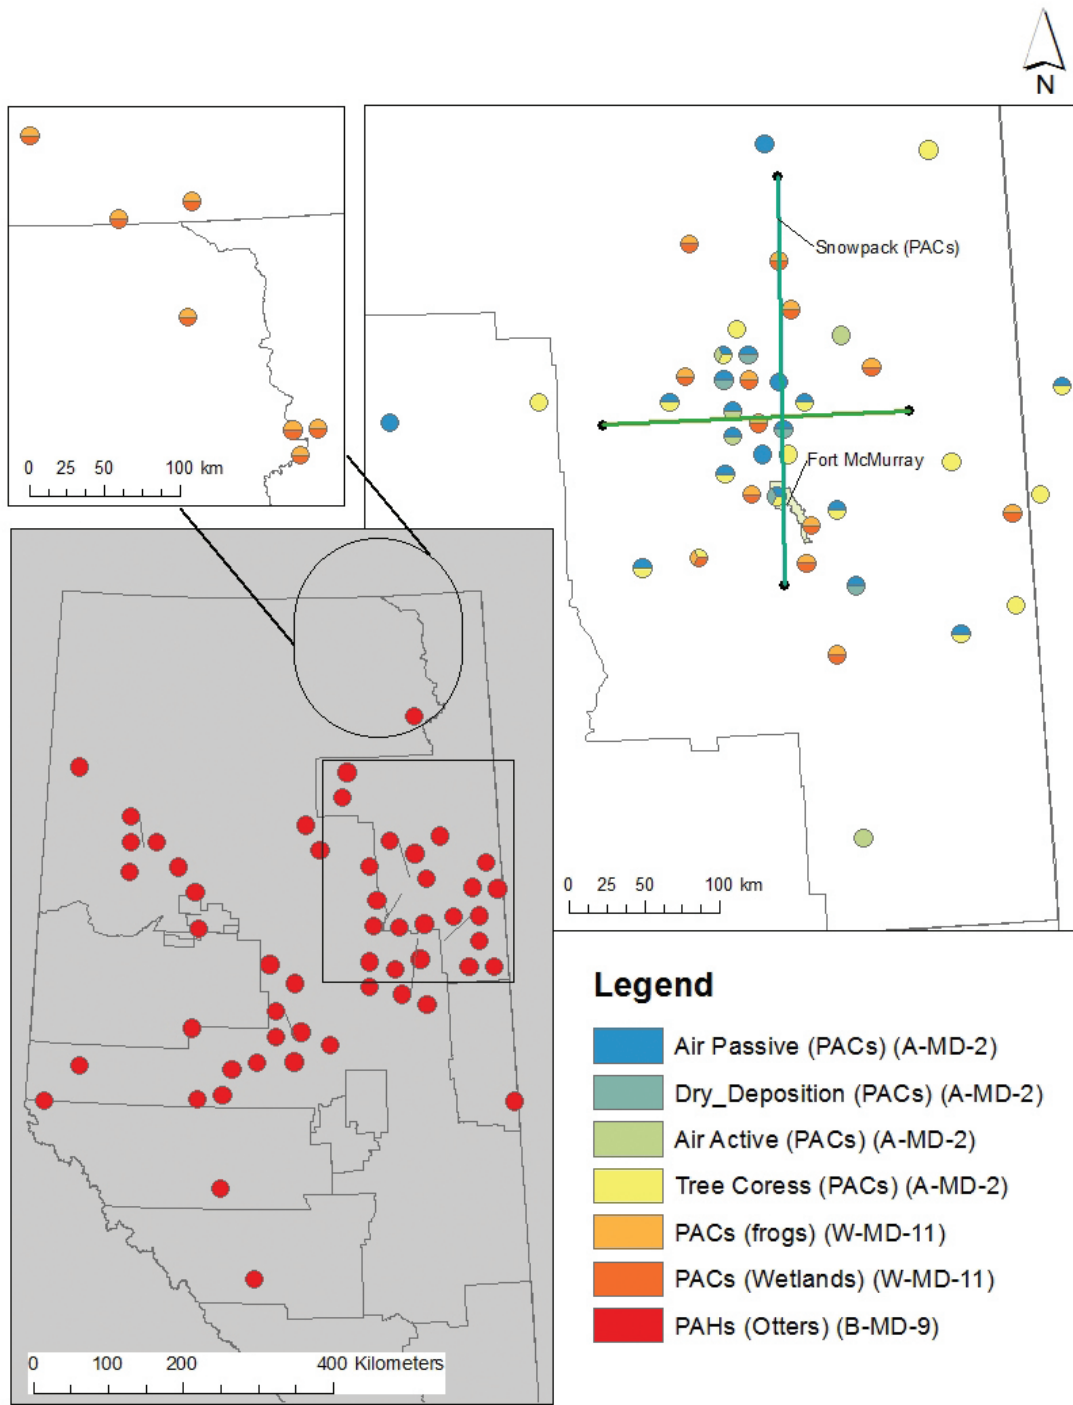 N
Snowpack (PACs)
Fort McMurray
0 25 50 100 km
0 25 50 100 km
0 100 200 400 Kilometers
Legend
Air Passive (PACs) (A-MD-2)
Dry_Deposition (PACs) (A-MD-2)
Air Active (PACs) (A-MD-2)
Tree Coress (PACs) (A-MD-2)
PACs (frogs) (W-MD-11)
PACs (Wetlands) (W-MD-11)
PAHs (Otters) (B-MD-9)